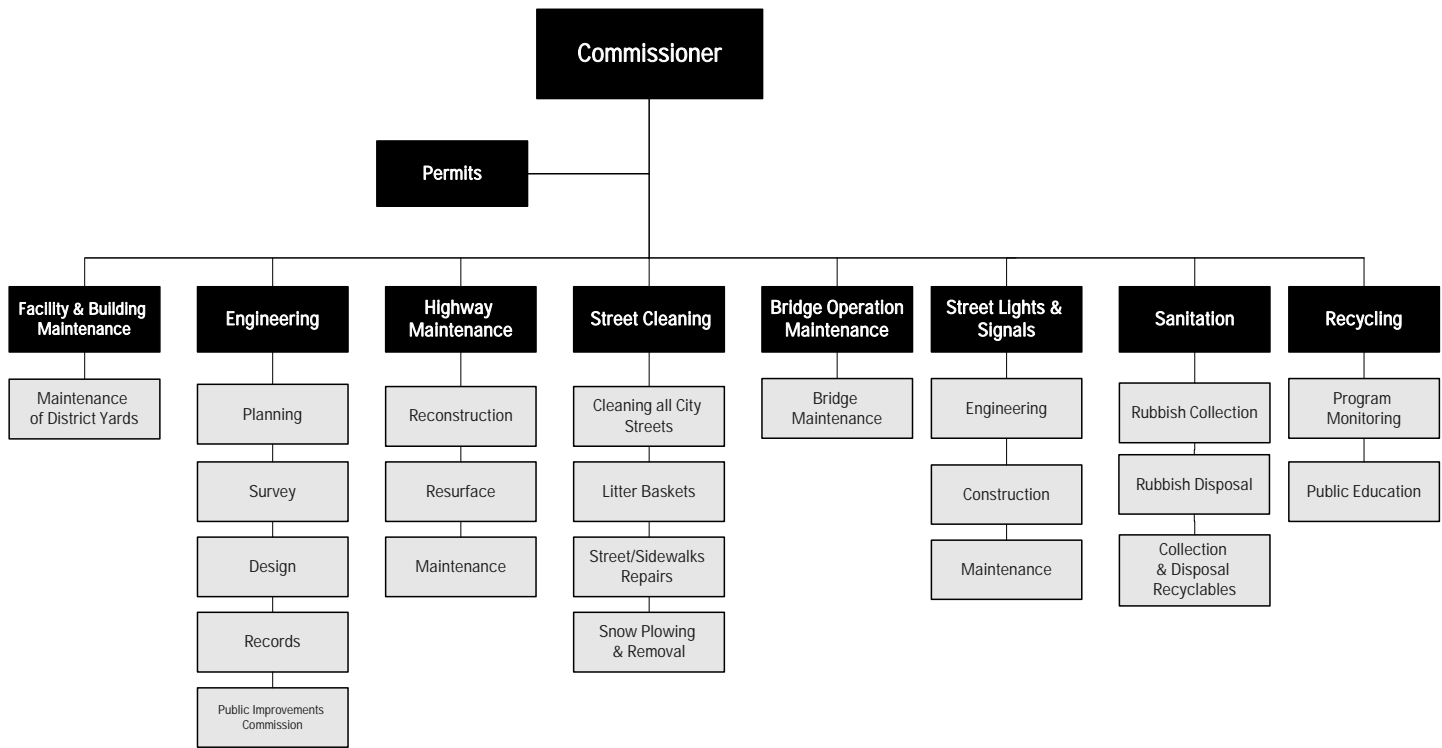 Commissioner
Permits
Facility & Building
Maintenance
Engineering
Highway
Maintenance
Street Cleaning
Bridge Operation
Maintenance
Street Lights &
Signals
Sanitation
Recycling
Maintenance
of District Yards
Planning
Survey
Design
Records
Public Improvements
Commission
Reconstruction
Resurface
Maintenance
Cleaning all City
Streets
Litter Baskets
Street/Sidewalks
Repairs
Snow Plowing
& Removal
Bridge
Maintenance
Engineering
Construction
Maintenance
Rubbish Collection
Rubbish Disposal
Collection
& Disposal
Recyclables
Program
Monitoring
Public Education